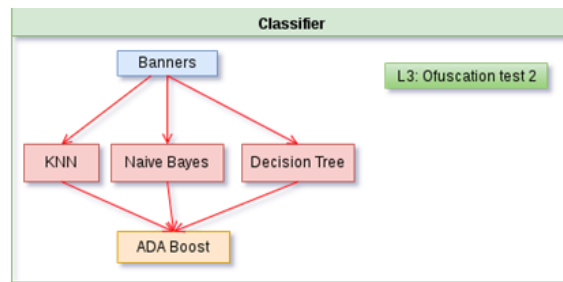 Classifier
Banners
L3: Ofuscation test 2
KNN
Naive Bayes
Decision Tree
ADA Boost